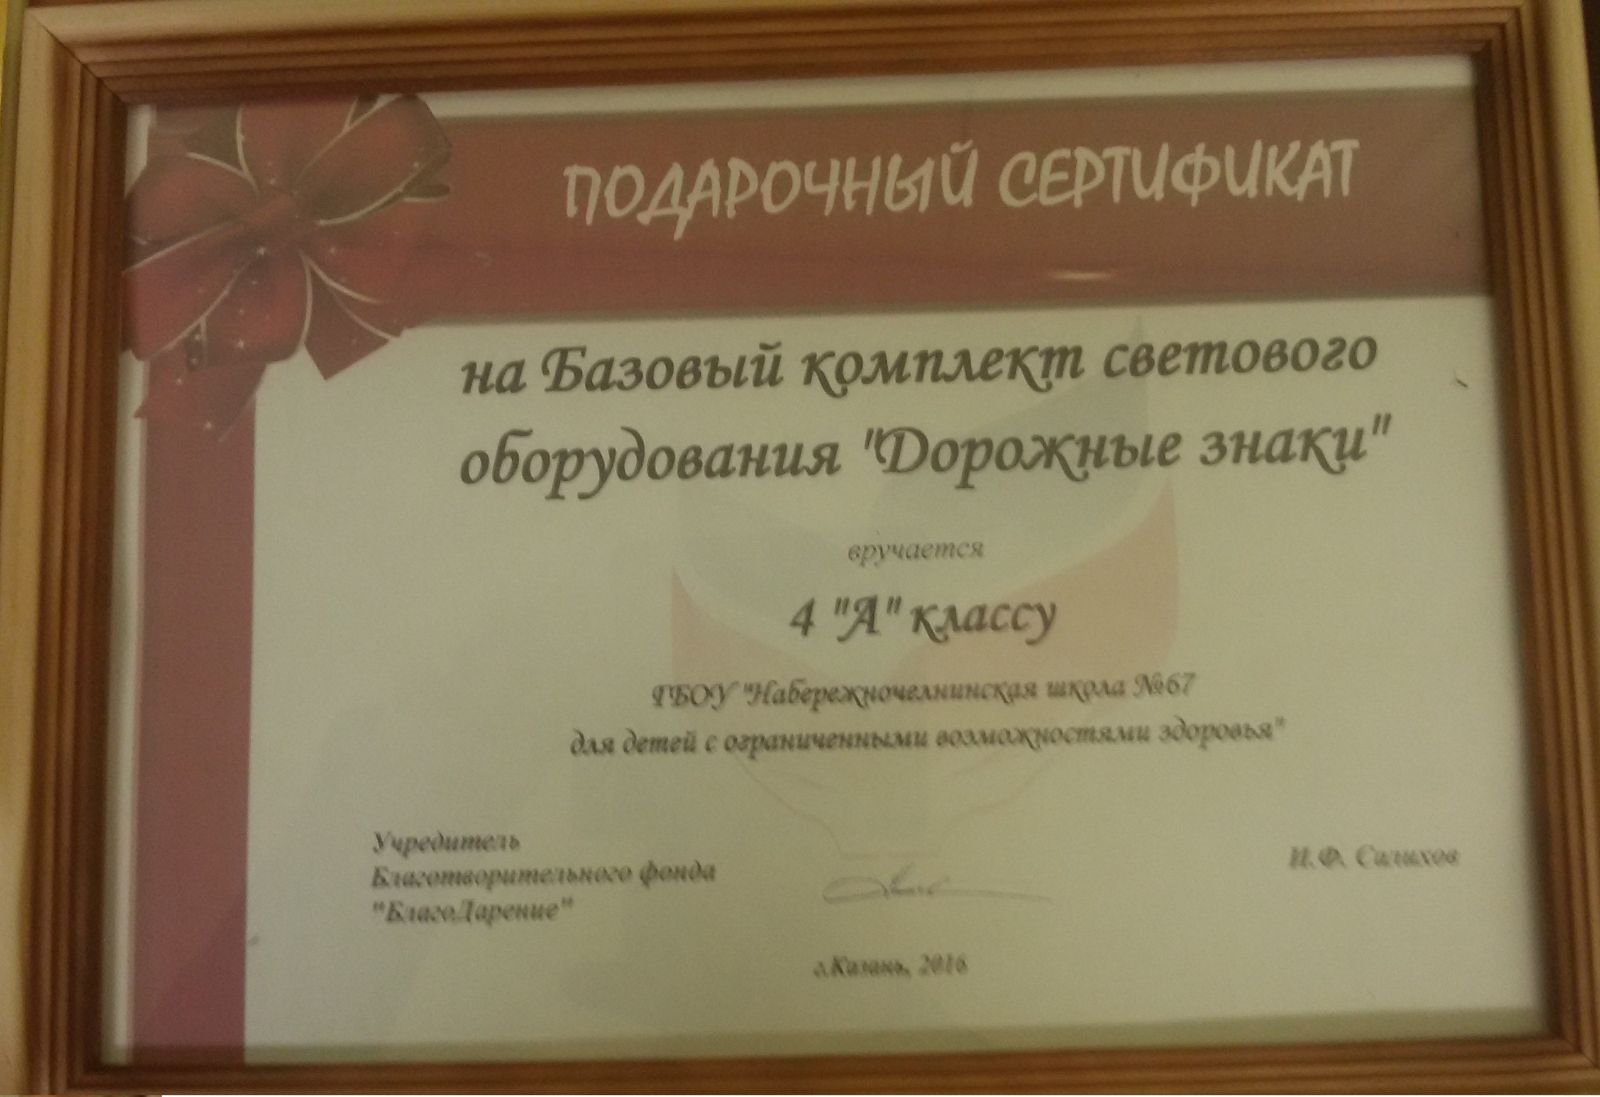 ПОДАРОЧНЫЙ СЕРТИФИКАТ
на Базовый комплект светового
оборудования "Дорожные знаки"
вручается
4 "А" классу
ГБОУ "Набережночелнинская школа №67
для детей с ограниченными возможностями здоровья"
Учредитель
Благотворительного фонда
"БлагоДарение"
И.Ф. Салихов
г.Казань, 2016